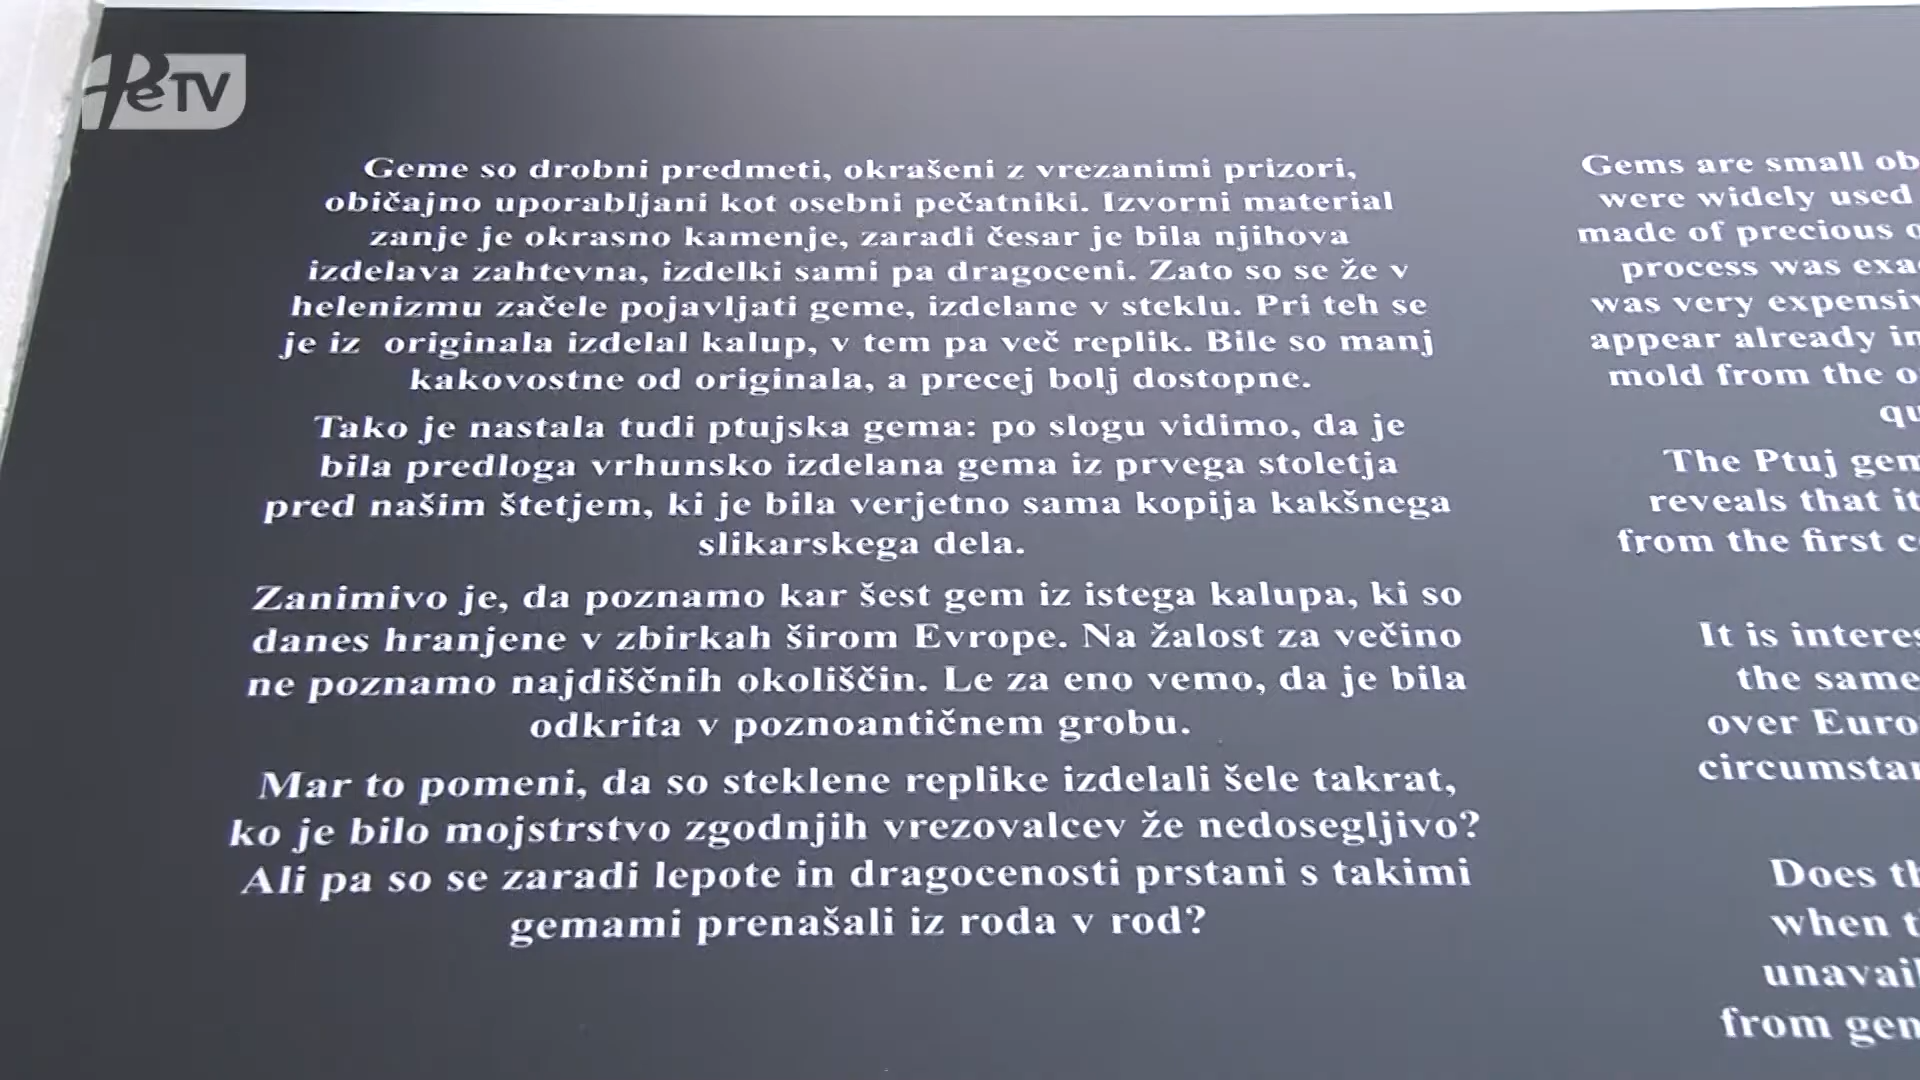 PeTV
Geme so drobni predmeti, okrašeni z vrezanimi prizori,
običajno uporabljani kot osebni pečatniki. Izvorni material
zanje je okrasno kamenje, zaradi česar je bila njihova
izdelava zahtevna, izdelki sami pa dragoceni. Zato so se že v
helenizmu začele pojavljati geme, izdelane v steklu. Pri teh se
je iz originala izdelal kalup, v tem pa več replik. Bile so manj
kakovostne od originala, a precej bolj dostopne.
Tako je nastala tudi ptujska gema: po slogu vidimo, da je
bila predloga vrhunsko izdelana gema iz prvega stoletja
pred našim štetjem, ki je bila verjetno sama kopija kakšnega
slikarskega dela.
Zanimivo je, da poznamo kar šest gem iz istega kalupa, ki so
danes hranjene v zbirkah širom Evrope. Na žalost za večino
ne poznamo najdiščnih okoliščin. Le za eno vemo, da je bila
odkrita v poznoantičnem grobu.
Mar to pomeni, da so steklene replike izdelali šele takrat,
ko je bilo mojstrstvo zgodnjih vrezovalcev že nedosegljivo?
Ali pa so se zaradi lepote in dragocenosti prstani s takimi
gemami prenašali iz roda v rod?
Gems are small
were widely used
made of precious
process was
was very
appear already
mold from the
The Ptuj
reveals that it
from the first
It is
the same
over
Does
when
from